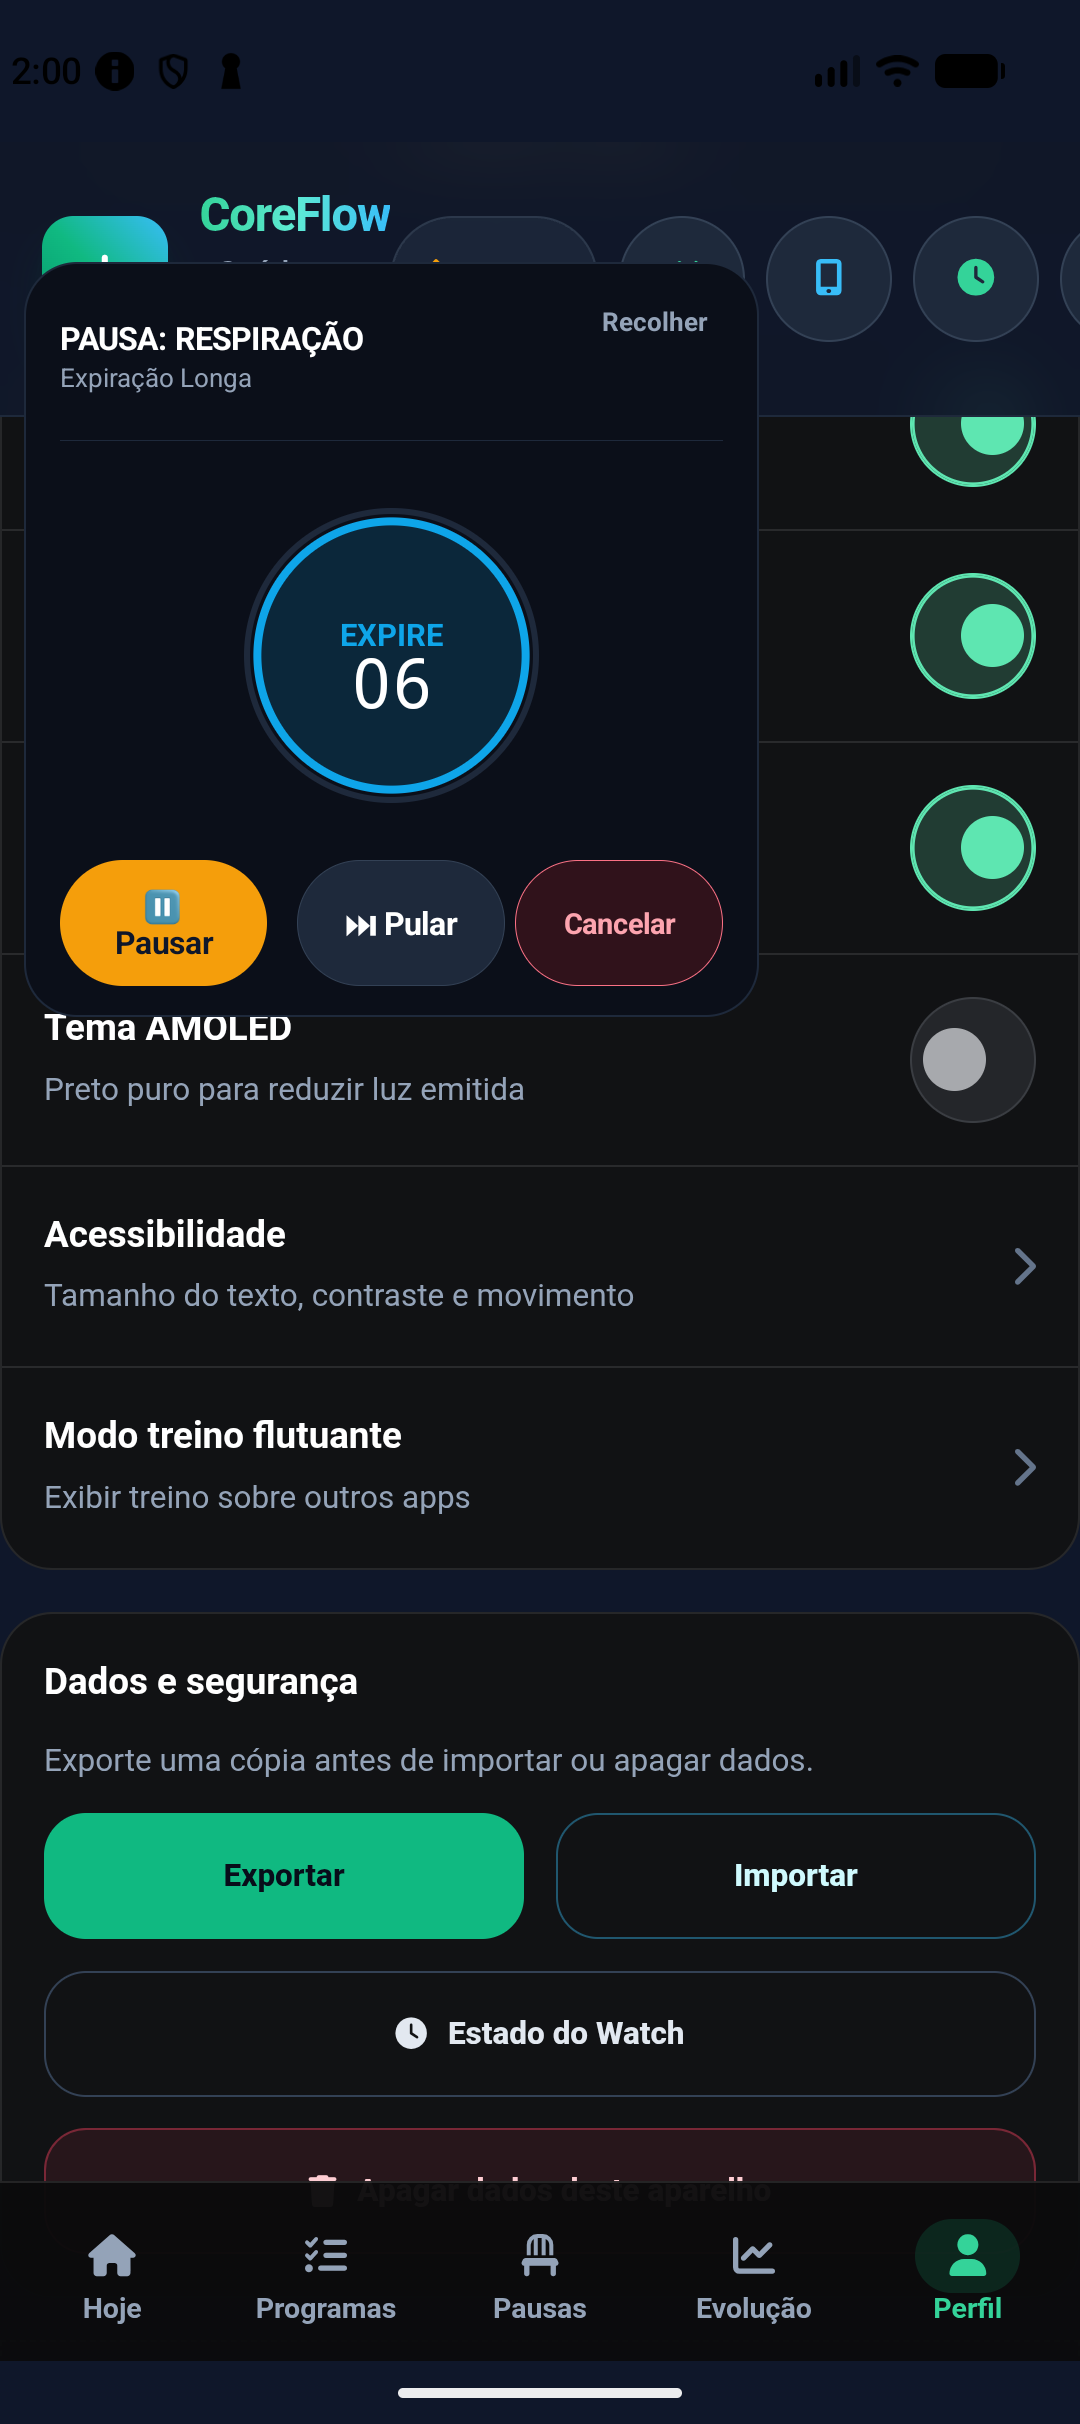 2:00
CoreFlow
PAUSA: RESPIRAÇÃO
Recolher
Expiração Longa
EXPIRE
06
Pausar
Pular
Cancelar
Tema AMOLED
Preto puro para reduzir luz emitida
Acessibilidade
Tamanho do texto, contraste e movimento
Modo treino flutuante
Exibir treino sobre outros apps
Dados e segurança
Exporte uma cópia antes de importar ou apagar dados.
Exportar
Importar
Estado do Watch
Apagar dados deste aparelho
Hoje
Programas
Pausas
Evolução
Perfil